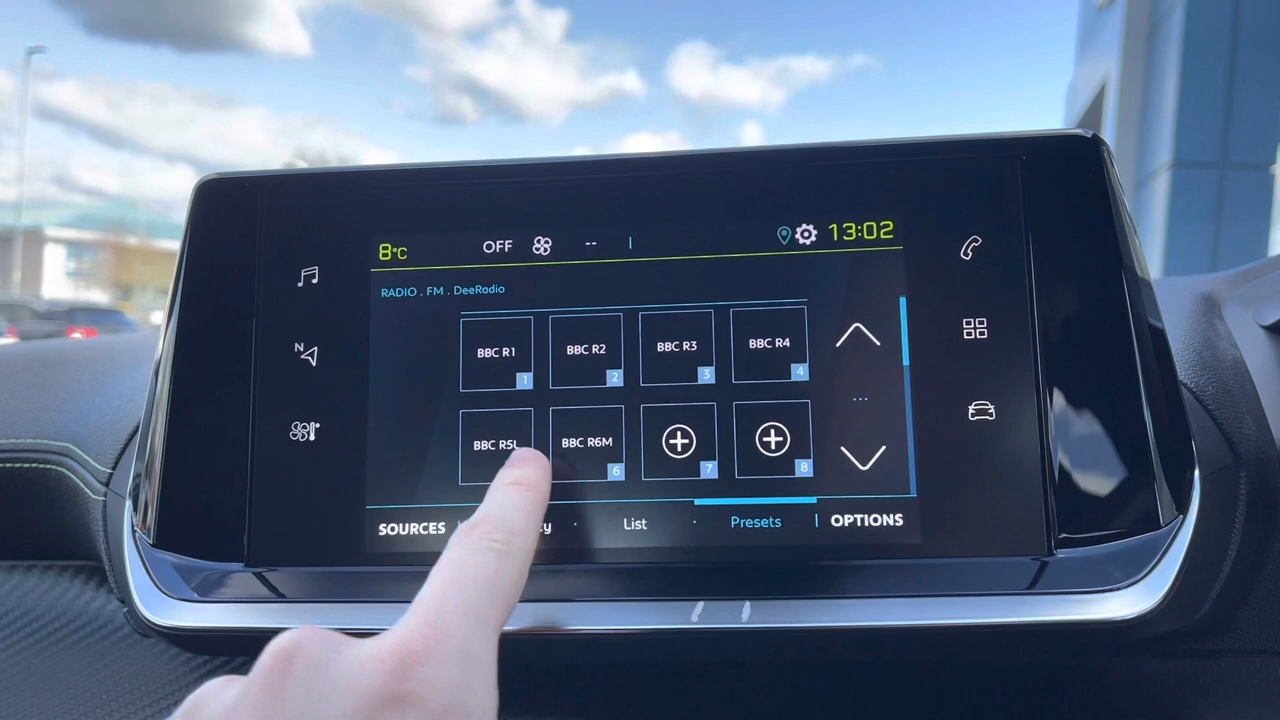 8°C OFF -- 13:02
RADIO . FM . DeeRadio
N
BBC R1 BBC R2 BBC R3 BBC R4
1 2 3 4
BBC R5L BBC R6M
6 7 8
SOURCES List Presets OPTIONS